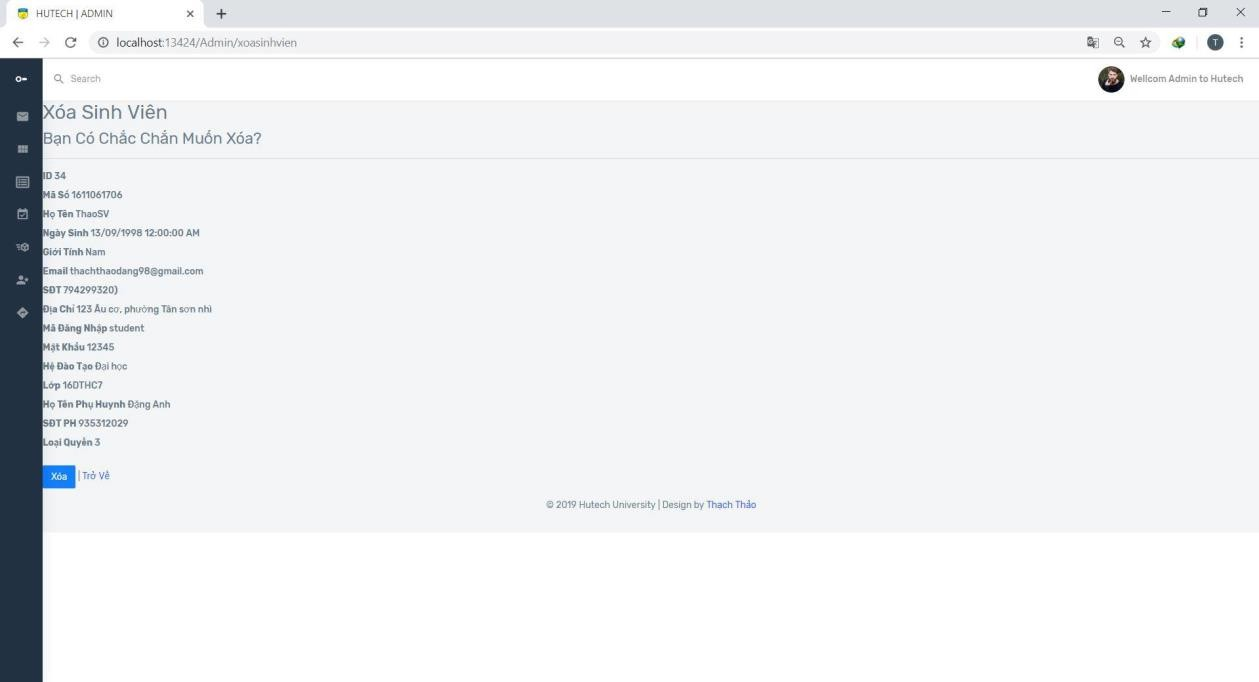 HUTECH | ADMIN
localhost:13424/Admin/xoasinhvien
T
Search
Wellcom Admin to Hutech
Xóa Sinh Viên
Bạn Có Chắc Chắn Muốn Xóa?
ID 34
Mã Số 1611061706
Họ Tên ThaoSV
Ngày Sinh 13/09/1998 12:00:00 AM
Giới Tính Nam
Email thachthaodang98@gmail.com
SĐT 794299320)
Địa Chỉ 123 Âu cơ, phường Tân sơn nhì
Mã Đăng Nhập student
Mật Khẩu 12345
Hệ Đào Tạo Đại học
Lớp 16DTHC7
Họ Tên Phụ Huynh Đặng Anh
SĐT PH 935312029
Loại Quyền 3
Xóa | Trở Về
© 2019 Hutech University | Design by Thạch Thảo